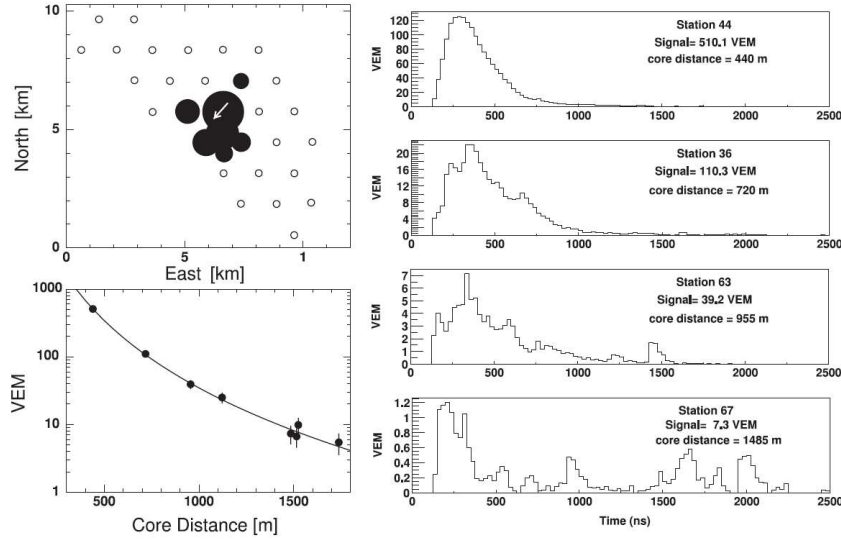 10
5
0
North [km]
5
1
East [km]
1000
100
10
1
VEM
500
1000
1500
Core Distance [m]
120
100
80
60
40
20
0
VEM
Station 44
Signal= 510.1 VEM
core distance = 440 m
0 500 1000 1500 2000 2500
20
16
12
8
4
0
VEM
Station 36
Signal= 110.3 VEM
core distance = 720 m
0 500 1000 1500 2000 2500
7
6
5
4
3
2
1
0
VEM
Station 63
Signal= 39.2 VEM
core distance = 955 m
0 500 1000 1500 2000 2500
1.2
1
0.8
0.6
0.4
0.2
0
VEM
Station 67
Signal= 7.3 VEM
core distance = 1485 m
0 500 1000 1500 2000 2500
Time (ns)